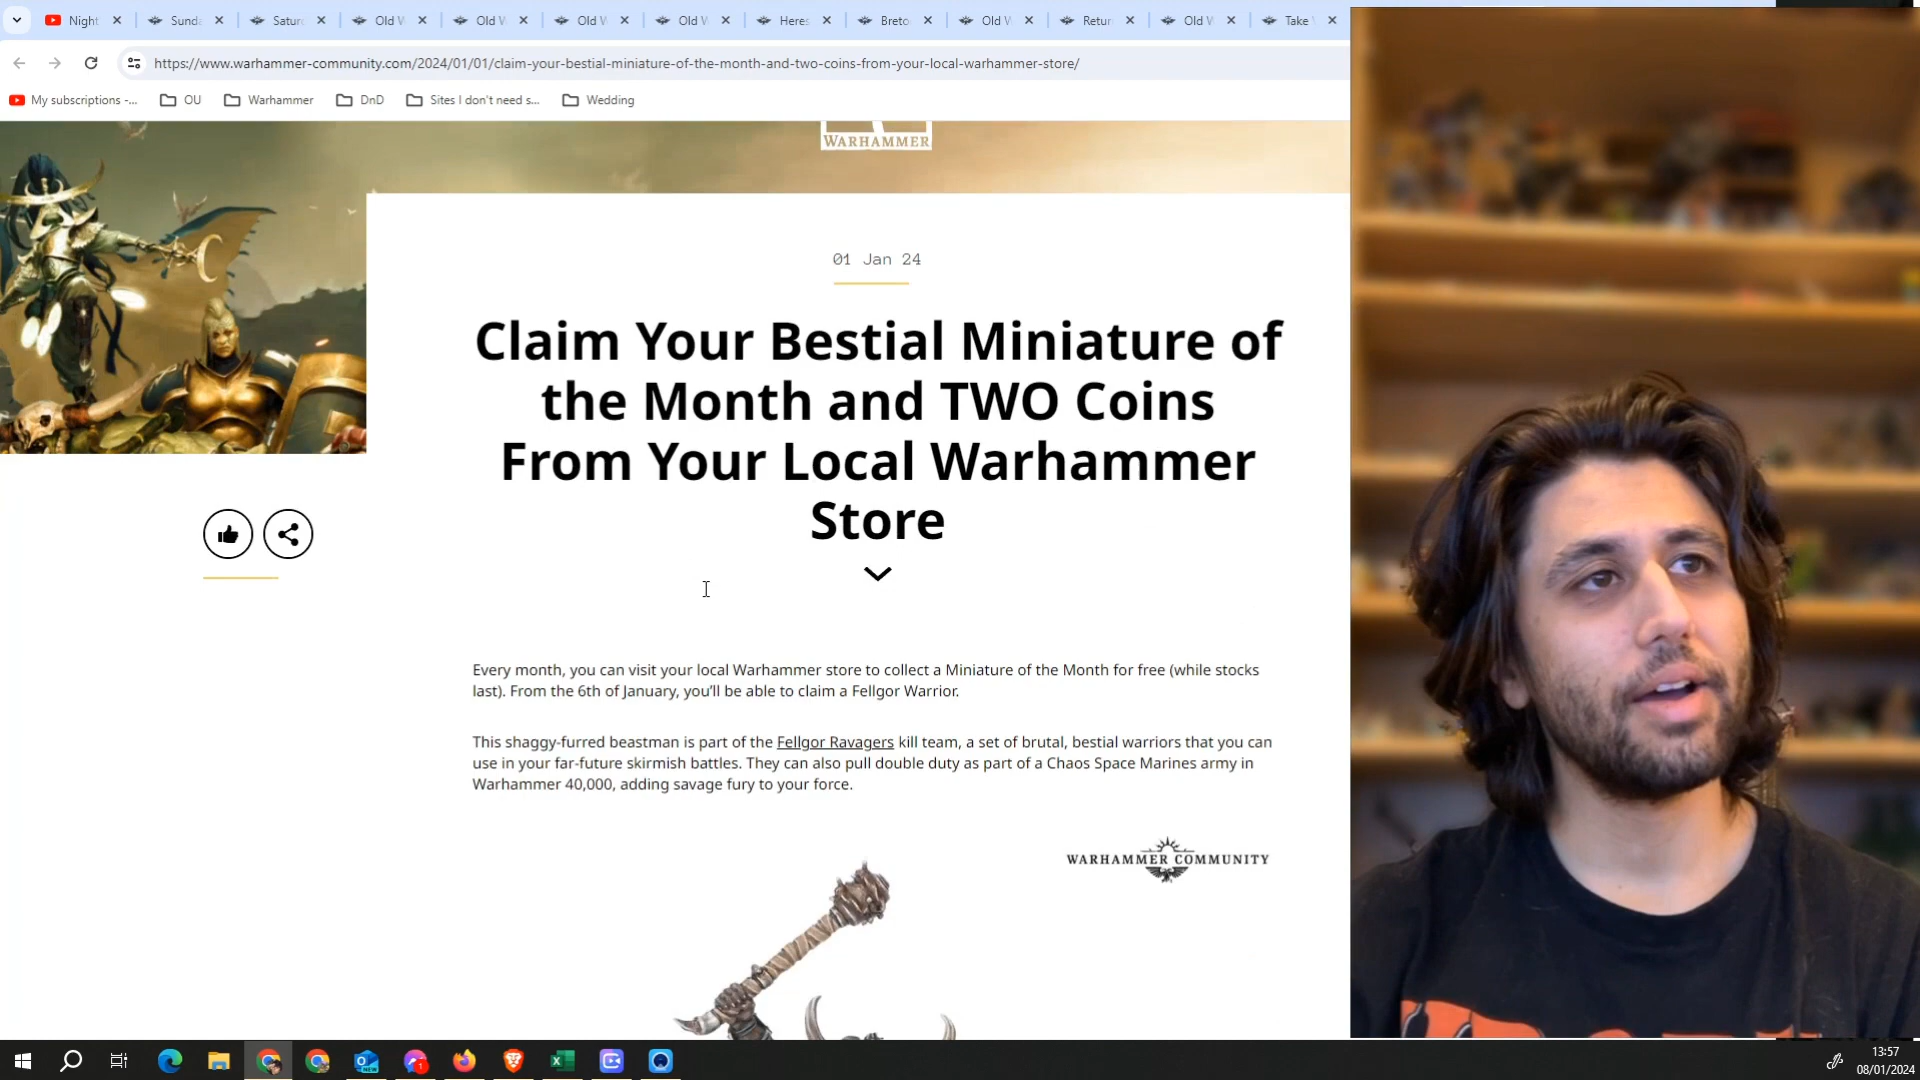 Night
Sunda
Saturd
Old W
Old W
Old W
Old W
Heres
Breto
Old W
Retur
Old W
Take
https://www.warhammer-community.com/2024/01/01/claim-your-bestial-miniature-of-the-month-and-two-coins-from-your-local-warhammer-store/
My subscriptions -...
OU
Warhammer
DnD
Sites I don't need s...
Wedding
WARHAMMER
01 Jan 24
Claim Your Bestial Miniature of
the Month and TWO Coins
From Your Local Warhammer
Store
Every month, you can visit your local Warhammer store to collect a Miniature of the Month for free (while stocks
last). From the 6th of January, you’ll be able to claim a Fellgor Warrior.
This shaggy-furred beastman is part of the Fellgor Ravagers kill team, a set of brutal, bestial warriors that you can
use in your far-future skirmish battles. They can also pull double duty as part of a Chaos Space Marines army in
Warhammer 40,000, adding savage fury to your force.
WARHAMMER COMMUNITY
13:57
08/01/2024